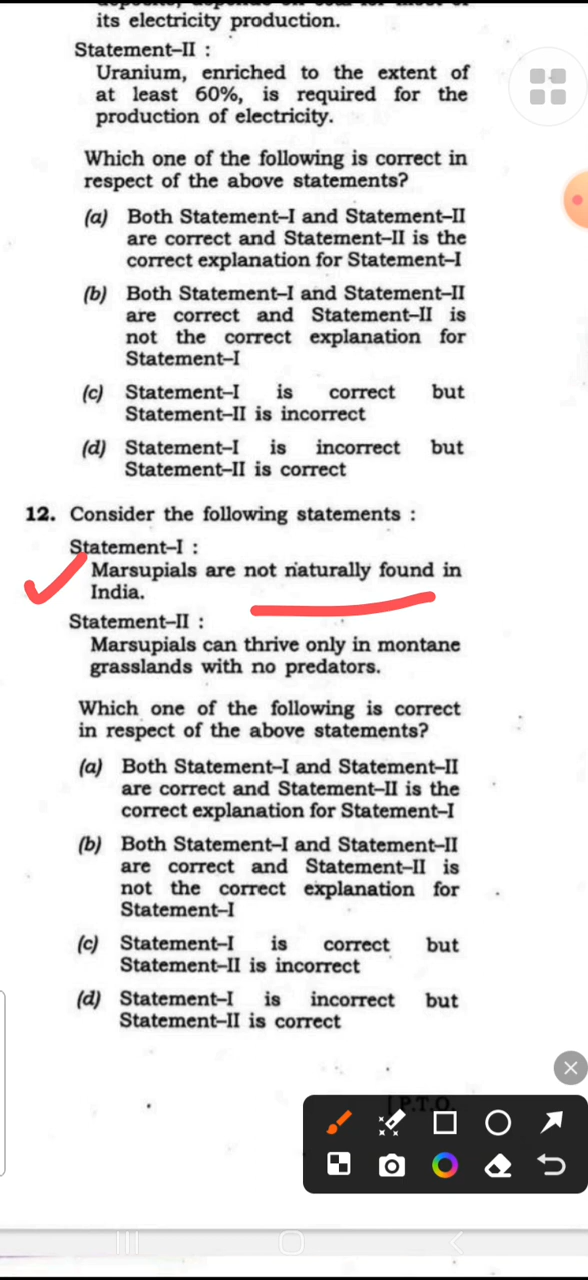 its electricity production.
Statement–II :
Uranium, enriched to the extent of
at least 60%, is required for the
production of electricity.
Which one of the following is correct in
respect of the above statements?
(a) Both Statement–I and Statement–II
are correct and Statement–II is the
correct explanation for Statement–I
(b) Both Statement–I and Statement–II
are correct and Statement–II is
not the correct explanation for
Statement–I
(c) Statement–I is correct but
Statement–II is incorrect
(d) Statement–I is incorrect but
Statement–II is correct
12. Consider the following statements :
Statement–I :
Marsupials are not naturally found in
India.
Statement–II :
Marsupials can thrive only in montane
grasslands with no predators.
Which one of the following is correct
in respect of the above statements?
(a) Both Statement–I and Statement–II
are correct and Statement–II is the
correct explanation for Statement–I
(b) Both Statement–I and Statement–II
are correct and Statement–II is
not the correct explanation for
Statement–I
(c) Statement–I is correct but
Statement–II is incorrect
(d) Statement–I is incorrect but
Statement–II is correct
[ P.T.O.